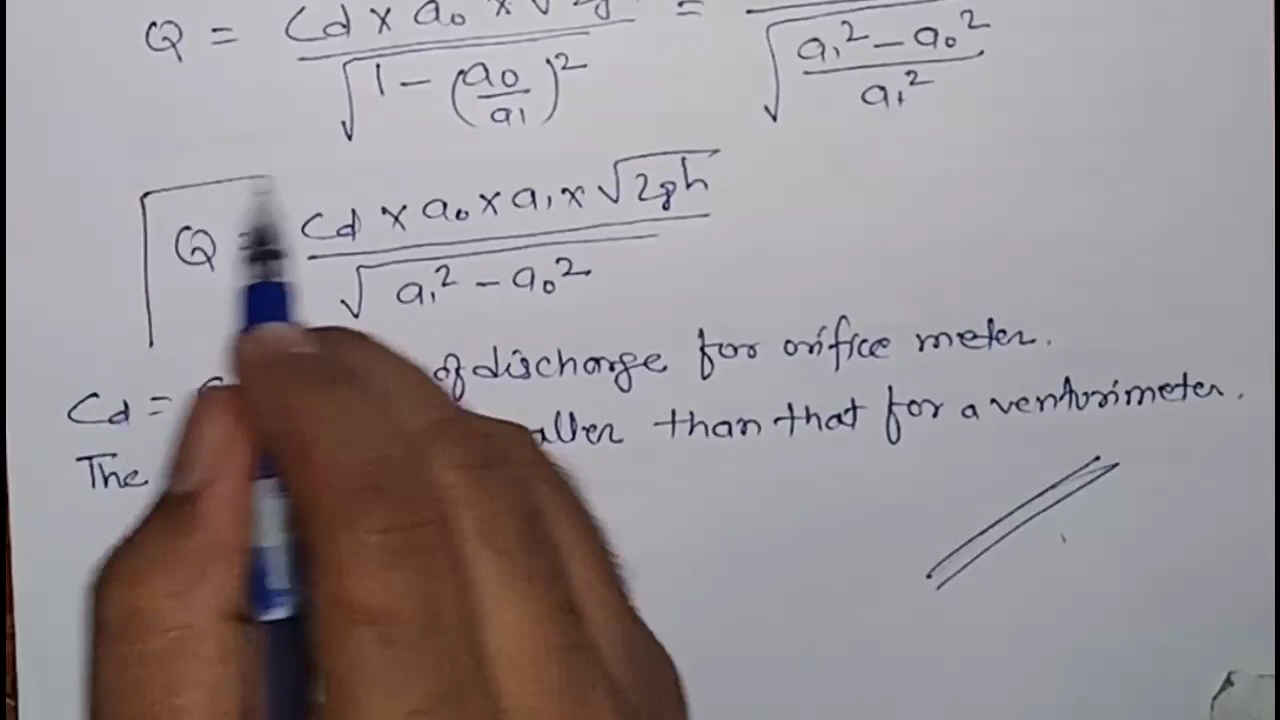 Q = Cd × a₀ × √2g / √1 − (a₀/a₁)² = / √(a₁² − a₀²)/a₁²
Q = Cd × a₀ × a₁ × √2gh / √a₁² − a₀²
Cd = of discharge for orifice meter.
The than that for a venturimeter.